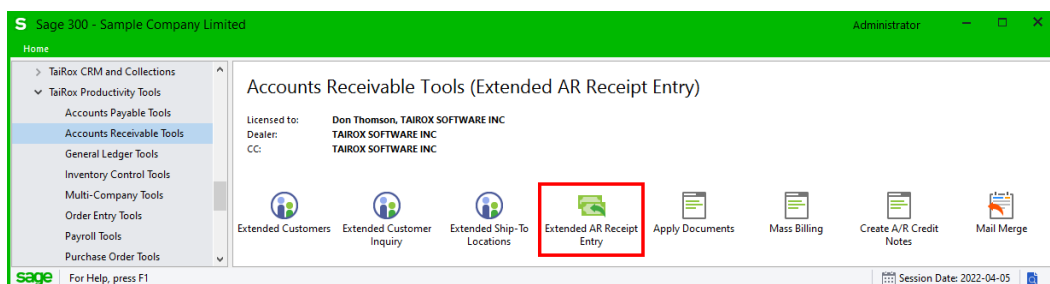 S Sage 300 - Sample Company Limited
Administrator
Home
TaiRox CRM and Collections
TaiRox Productivity Tools
Accounts Payable Tools
Accounts Receivable Tools
General Ledger Tools
Inventory Control Tools
Multi-Company Tools
Order Entry Tools
Payroll Tools
Purchase Order Tools
Accounts Receivable Tools (Extended AR Receipt Entry)
Licensed to: Don Thomson, TAIROX SOFTWARE INC
Dealer: TAIROX SOFTWARE INC
CC: TAIROX SOFTWARE INC
Extended Customers
Extended Customer
Inquiry
Extended Ship-To
Locations
Extended AR Receipt
Entry
Apply Documents
Mass Billing
Create A/R Credit
Notes
Mail Merge
sage For Help, press F1
Session Date: 2022-04-05